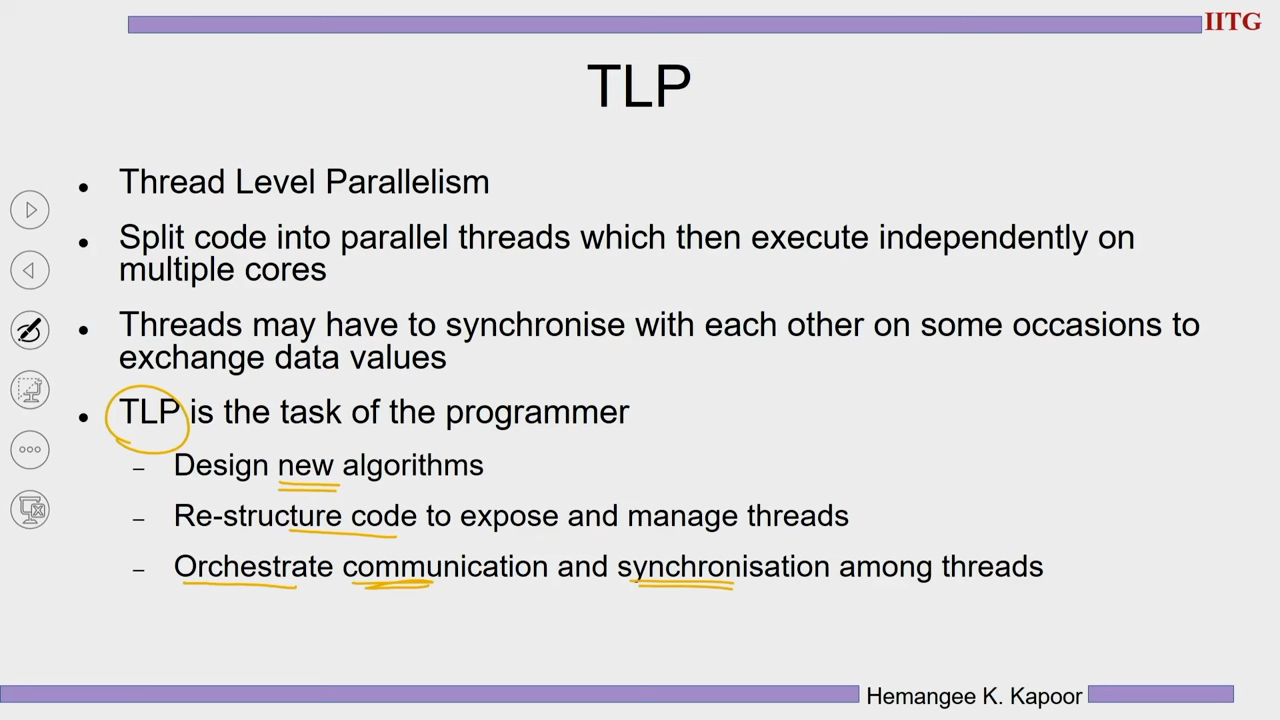 IITG
TLP
Thread Level Parallelism
Split code into parallel threads which then execute independently on
multiple cores
Threads may have to synchronise with each other on some occasions to
exchange data values
TLP is the task of the programmer
– Design new algorithms
– Re-structure code to expose and manage threads
– Orchestrate communication and synchronisation among threads
Hemangee K. Kapoor